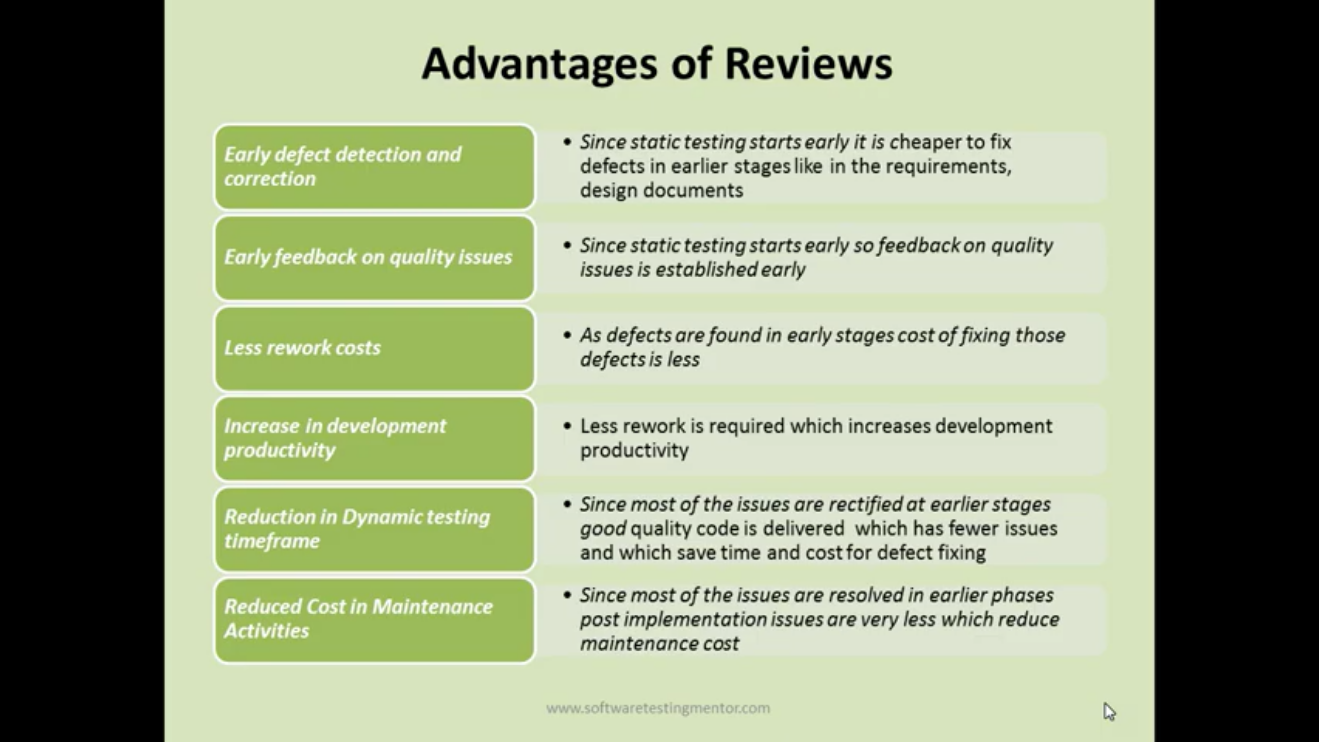 Advantages of Reviews
Early defect detection and
correction
• Since static testing starts early it is cheaper to fix
defects in earlier stages like in the requirements,
design documents
Early feedback on quality issues
• Since static testing starts early so feedback on quality
issues is established early
Less rework costs
• As defects are found in early stages cost of fixing those
defects is less
Increase in development
productivity
• Less rework is required which increases development
productivity
Reduction in Dynamic testing
timeframe
• Since most of the issues are rectified at earlier stages
good quality code is delivered which has fewer issues
and which save time and cost for defect fixing
Reduced Cost in Maintenance
Activities
• Since most of the issues are resolved in earlier phases
post implementation issues are very less which reduce
maintenance cost
www.softwaretestingmentor.com